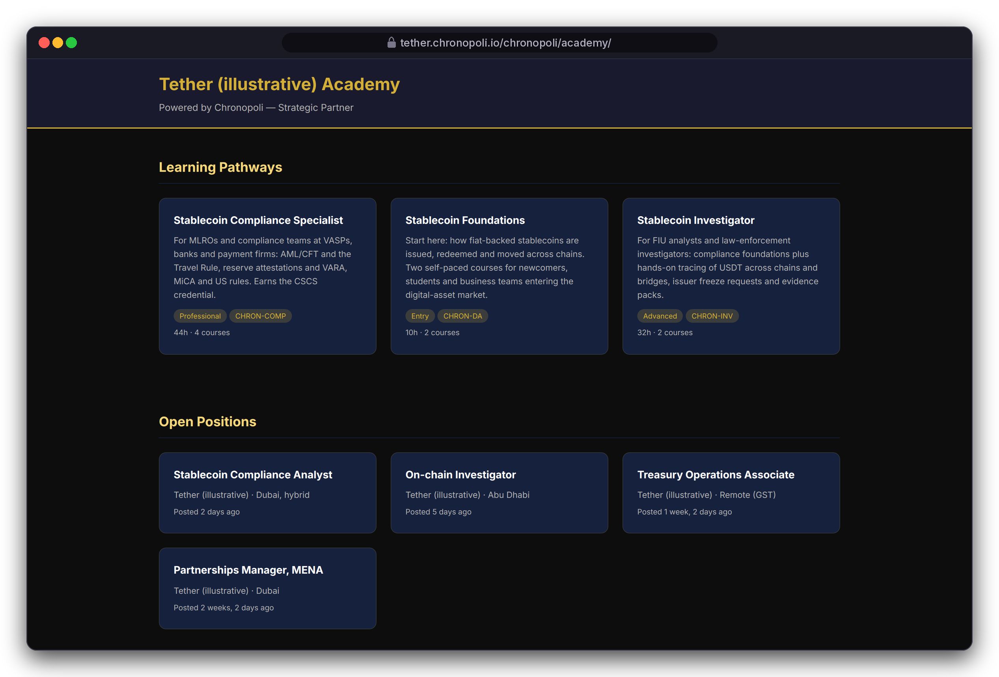 tether.chronopoli.io/chronopoli/academy/
Tether (illustrative) Academy
Powered by Chronopoli — Strategic Partner
Learning Pathways
Stablecoin Compliance Specialist
For MLROs and compliance teams at VASPs,
banks and payment firms: AML/CFT and the
Travel Rule, reserve attestations and VARA,
MiCA and US rules. Earns the CSCS
credential.
Professional CHRON-COMP
44h · 4 courses
Stablecoin Foundations
Start here: how fiat-backed stablecoins are
issued, redeemed and moved across chains.
Two self-paced courses for newcomers,
students and business teams entering the
digital-asset market.
Entry CHRON-DA
10h · 2 courses
Stablecoin Investigator
For FIU analysts and law-enforcement
investigators: compliance foundations plus
hands-on tracing of USDT across chains and
bridges, issuer freeze requests and evidence
packs.
Advanced CHRON-INV
32h · 2 courses
Open Positions
Stablecoin Compliance Analyst
Tether (illustrative) · Dubai, hybrid
Posted 2 days ago
On-chain Investigator
Tether (illustrative) · Abu Dhabi
Posted 5 days ago
Treasury Operations Associate
Tether (illustrative) · Remote (GST)
Posted 1 week, 2 days ago
Partnerships Manager, MENA
Tether (illustrative) · Dubai
Posted 2 weeks, 2 days ago